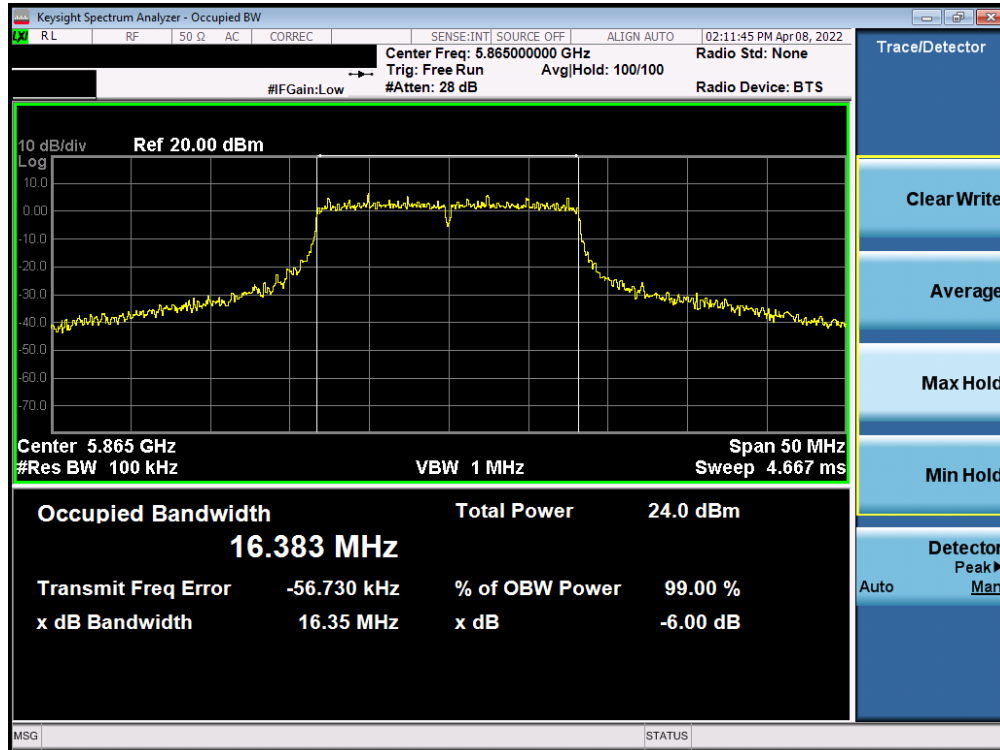 Keysight Spectrum Analyzer - Occupied BW
LXI RL RF 50 Ω AC CORREC SENSE:INT SOURCE OFF ALIGN AUTO 02:11:45 PM Apr 08, 2022
Center Freq: 5.865000000 GHz Radio Std: None
Trig: Free Run Avg|Hold: 100/100
#IFGain:Low #Atten: 28 dB Radio Device: BTS
Trace/Detector
10 dB/div Ref 20.00 dBm
Log
10.0
0.00
-10.0
-20.0
-30.0
-40.0
-50.0
-60.0
-70.0
Center 5.865 GHz Span 50 MHz
#Res BW 100 kHz VBW 1 MHz Sweep 4.667 ms
Occupied Bandwidth Total Power 24.0 dBm
16.383 MHz
Transmit Freq Error -56.730 kHz % of OBW Power 99.00 %
x dB Bandwidth 16.35 MHz x dB -6.00 dB
Clear Write
Average
Max Hold
Min Hold
Detector
Peak▶
Auto Man
MSG STATUS